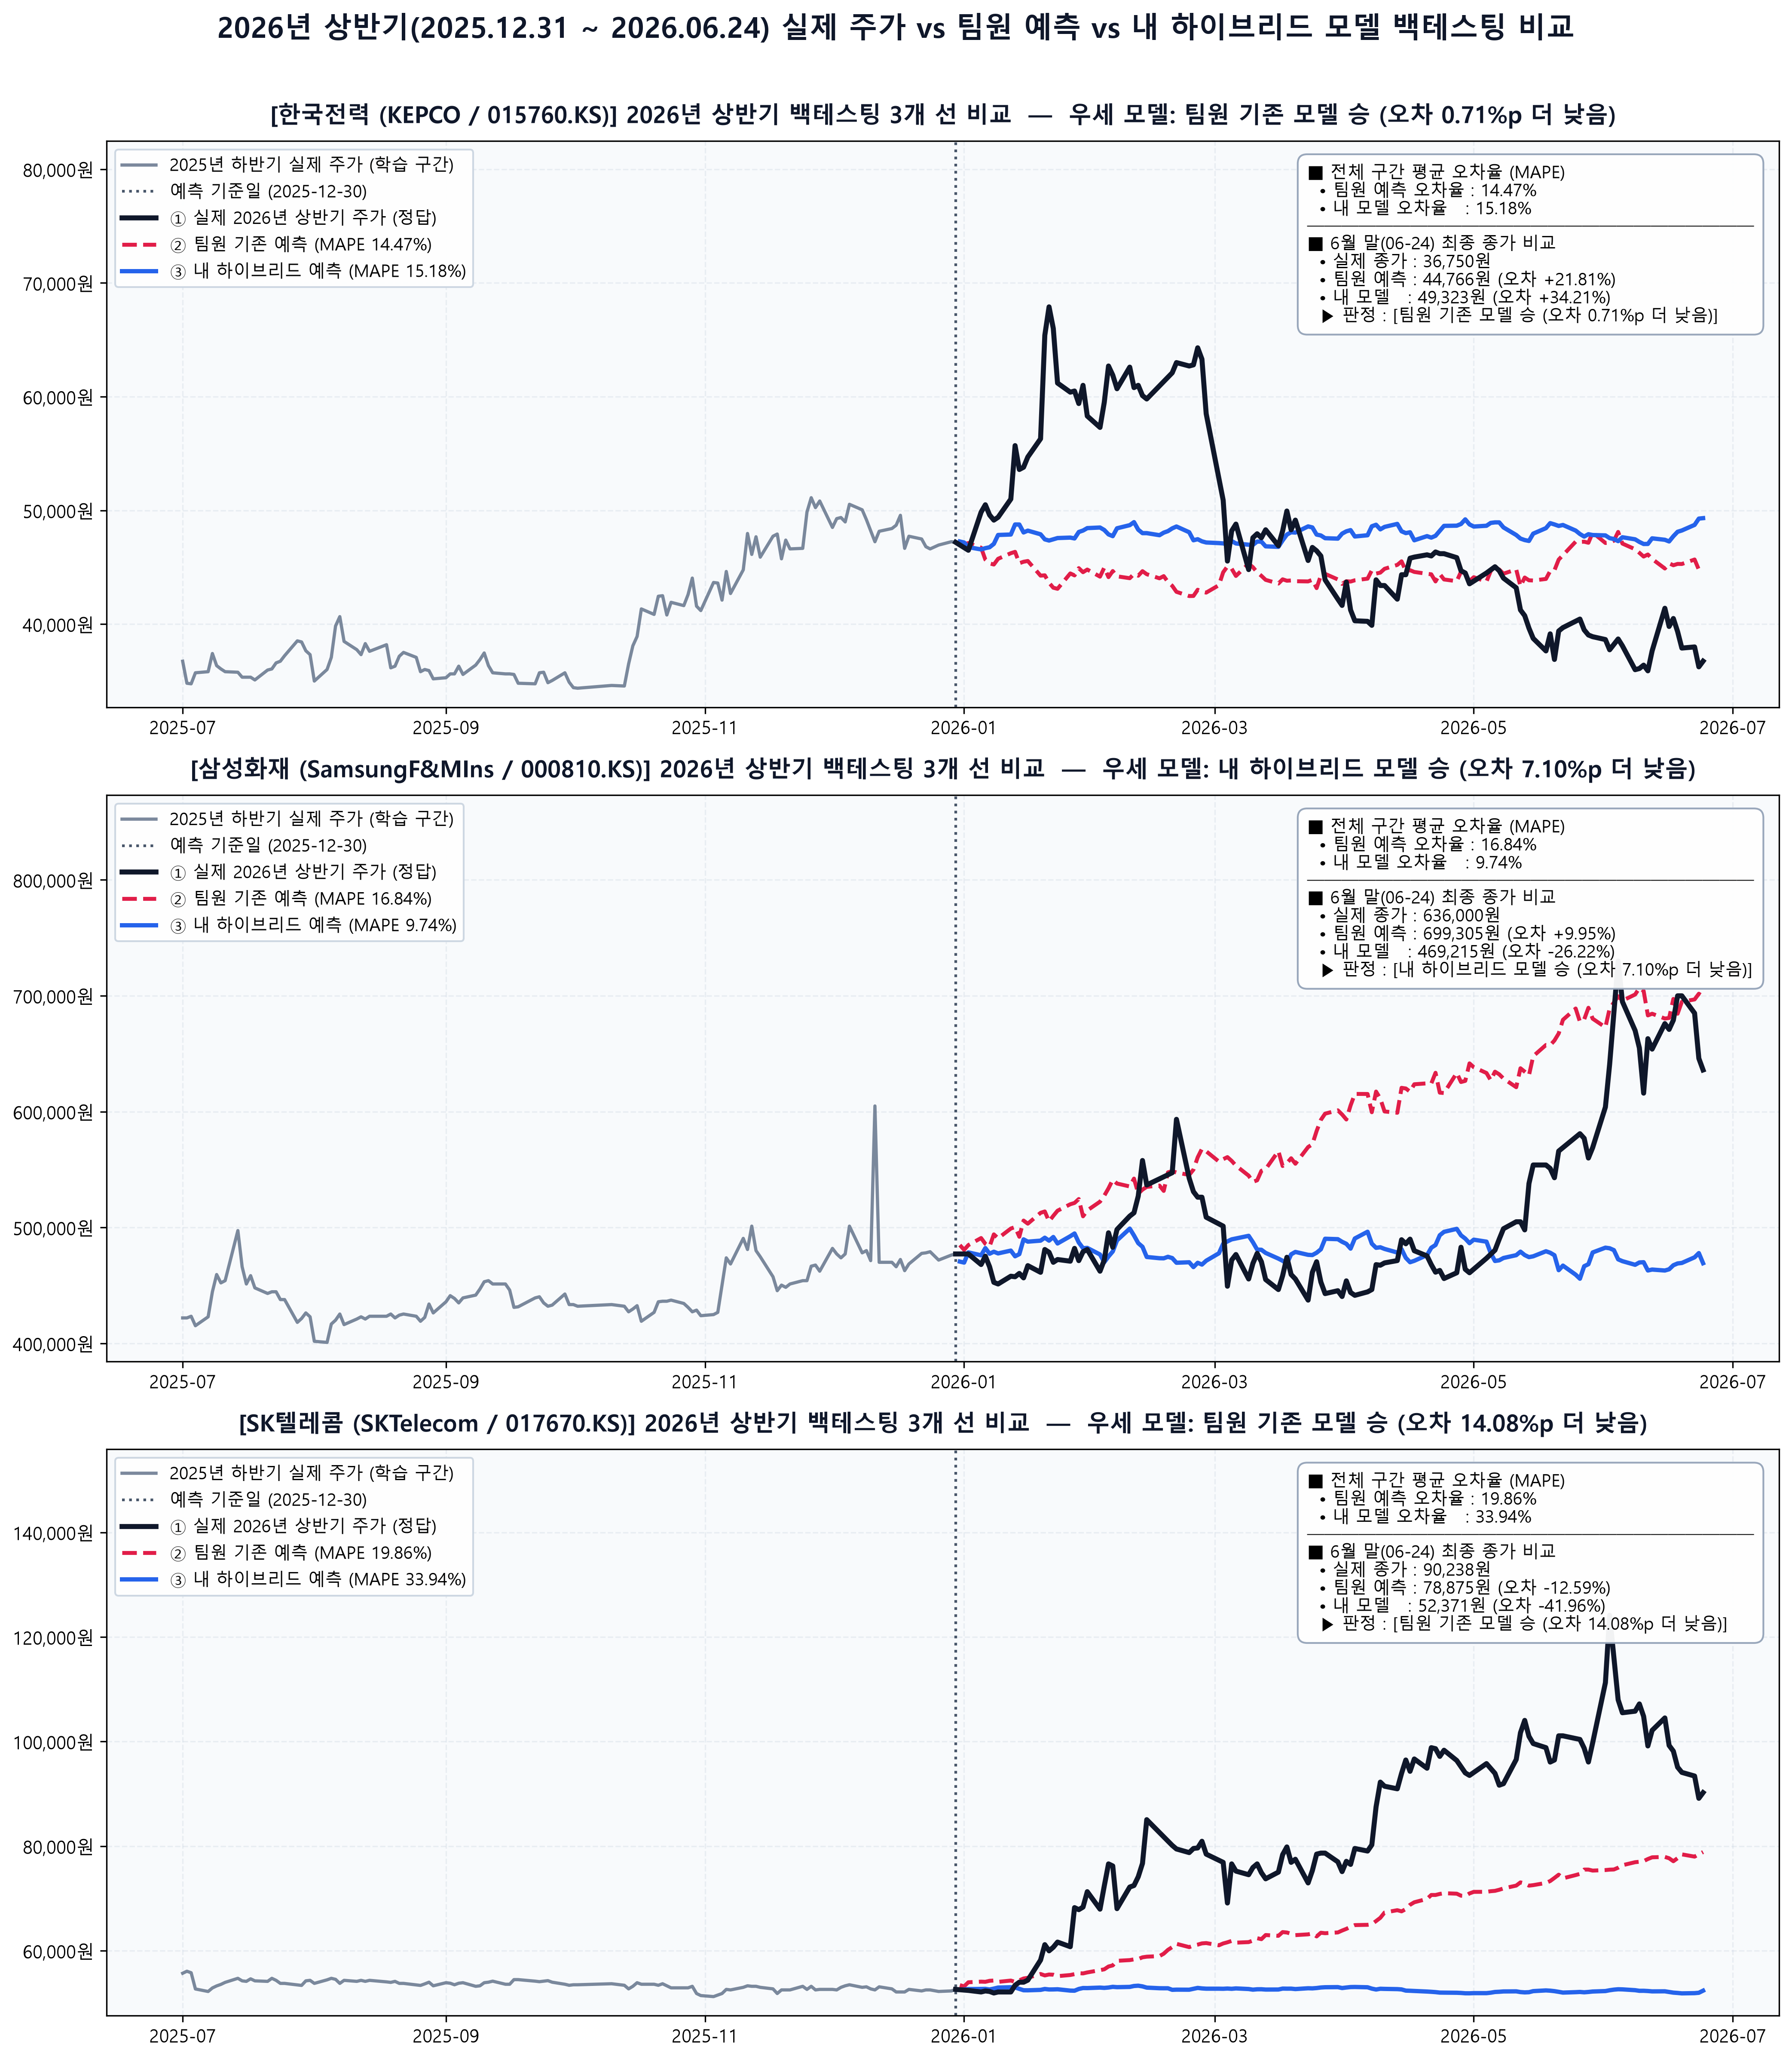 2026년 상반기(2025.12.31 ~ 2026.06.24) 실제 주가 vs 팀원 예측 vs 내 하이브리드 모델 백테스팅 비교
[한국전력 (KEPCO / 015760.KS)] 2026년 상반기 백테스팅 3개 선 비교 — 우세 모델: 팀원 기존 모델 승 (오차 0.71%p 더 낮음)
80,000원
70,000원
60,000원
50,000원
40,000원
2025년 하반기 실제 주가 (학습 구간)
예측 기준일 (2025-12-30)
① 실제 2026년 상반기 주가 (정답)
② 팀원 기존 예측 (MAPE 14.47%)
③ 내 하이브리드 예측 (MAPE 15.18%)
■ 전체 구간 평균 오차율 (MAPE)
• 팀원 예측 오차율 : 14.47%
• 내 모델 오차율 : 15.18%
■ 6월 말(06-24) 최종 종가 비교
• 실제 종가 : 36,750원
• 팀원 예측 : 44,766원 (오차 +21.81%)
• 내 모델 : 49,323원 (오차 +34.21%)
▶ 판정 : [팀원 기존 모델 승 (오차 0.71%p 더 낮음)]
2025-07 2025-09 2025-11 2026-01 2026-03 2026-05 2026-07
[삼성화재 (SamsungF&MIns / 000810.KS)] 2026년 상반기 백테스팅 3개 선 비교 — 우세 모델: 내 하이브리드 모델 승 (오차 7.10%p 더 낮음)
800,000원
700,000원
600,000원
500,000원
400,000원
2025년 하반기 실제 주가 (학습 구간)
예측 기준일 (2025-12-30)
① 실제 2026년 상반기 주가 (정답)
② 팀원 기존 예측 (MAPE 16.84%)
③ 내 하이브리드 예측 (MAPE 9.74%)
■ 전체 구간 평균 오차율 (MAPE)
• 팀원 예측 오차율 : 16.84%
• 내 모델 오차율 : 9.74%
■ 6월 말(06-24) 최종 종가 비교
• 실제 종가 : 636,000원
• 팀원 예측 : 699,305원 (오차 +9.95%)
• 내 모델 : 469,215원 (오차 -26.22%)
▶ 판정 : [내 하이브리드 모델 승 (오차 7.10%p 더 낮음)]
2025-07 2025-09 2025-11 2026-01 2026-03 2026-05 2026-07
[SK텔레콤 (SKTelecom / 017670.KS)] 2026년 상반기 백테스팅 3개 선 비교 — 우세 모델: 팀원 기존 모델 승 (오차 14.08%p 더 낮음)
140,000원
120,000원
100,000원
80,000원
60,000원
2025년 하반기 실제 주가 (학습 구간)
예측 기준일 (2025-12-30)
① 실제 2026년 상반기 주가 (정답)
② 팀원 기존 예측 (MAPE 19.86%)
③ 내 하이브리드 예측 (MAPE 33.94%)
■ 전체 구간 평균 오차율 (MAPE)
• 팀원 예측 오차율 : 19.86%
• 내 모델 오차율 : 33.94%
■ 6월 말(06-24) 최종 종가 비교
• 실제 종가 : 90,238원
• 팀원 예측 : 78,875원 (오차 -12.59%)
• 내 모델 : 52,371원 (오차 -41.96%)
▶ 판정 : [팀원 기존 모델 승 (오차 14.08%p 더 낮음)]
2025-07 2025-09 2025-11 2026-01 2026-03 2026-05 2026-07